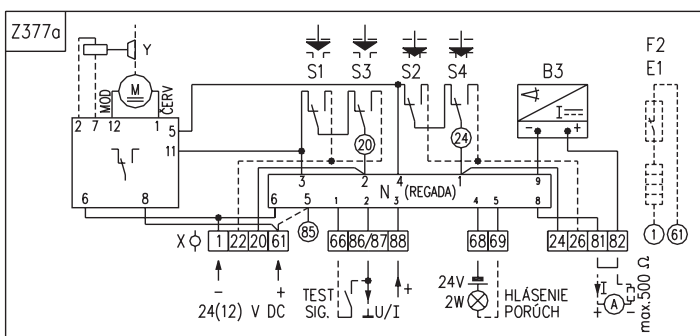 Z377a
Y
S1 S3 S2 S4
B3
F2
E1
M
MOD
ČERV
I
2 7 12 1
5
11
6 8
20
24
- +
3 2 4 1 9
N (REGADA)
6 5 1 2 3 4 5 8
85
X 1 22 20 61 66 86/87 88 68 69 24 26 81 82
1 61
- +
24(12) V DC
TEST
SIG.
U/I
+
24V
2W
HLÁSENIE
PORÚCH
I L
+ A -
max.500 Ω